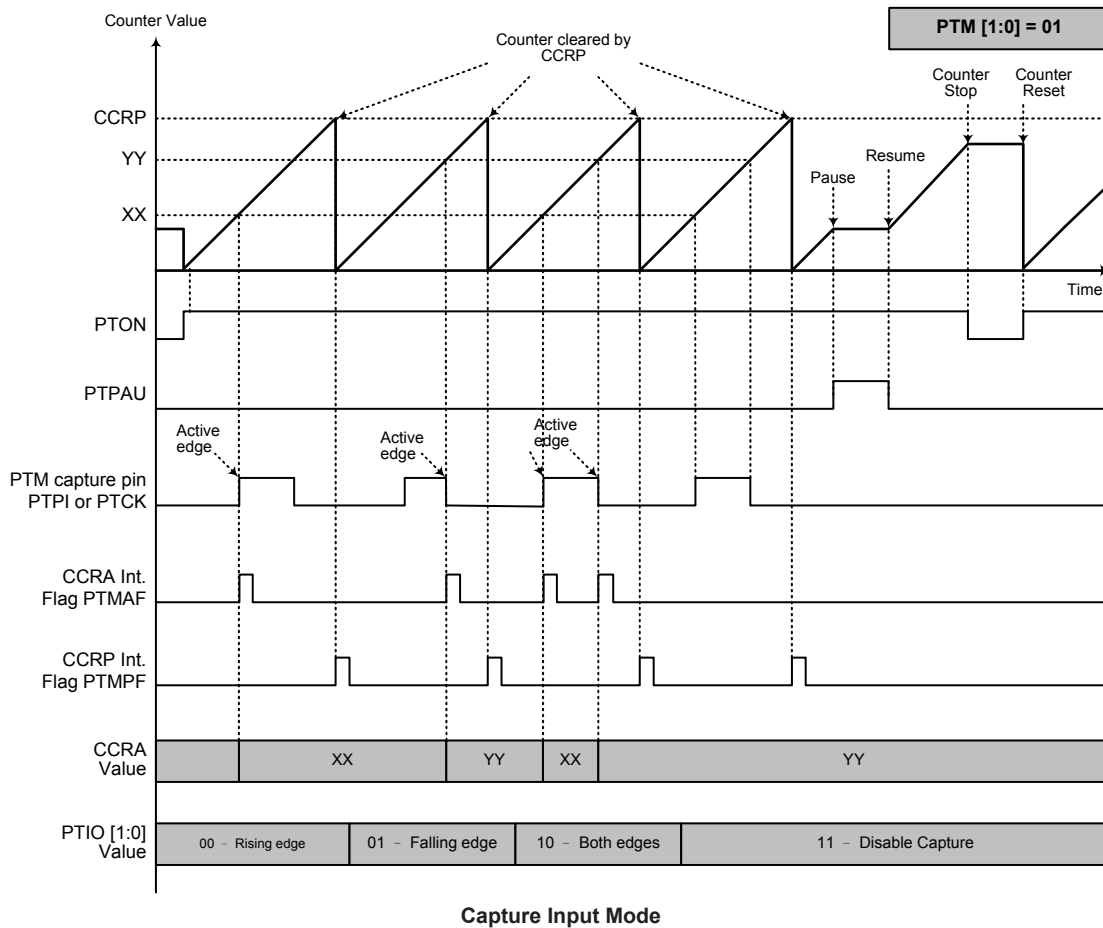 Counter Value
PTM [1:0] = 01
Counter cleared by
CCRP
Counter
Stop
Counter
Reset
CCRP
YY
Resume
Pause
XX
Time
PTON
PTPAU
Active
edge
Active
edge
Active
edge
PTM capture pin
PTPI or PTCK
CCRA Int.
Flag PTMAF
CCRP Int.
Flag PTMPF
CCRA
Value
XX
YY
XX
YY
PTIO [1:0]
Value
00 – Rising edge
01 – Falling edge
10 – Both edges
11 – Disable Capture
Capture Input Mode